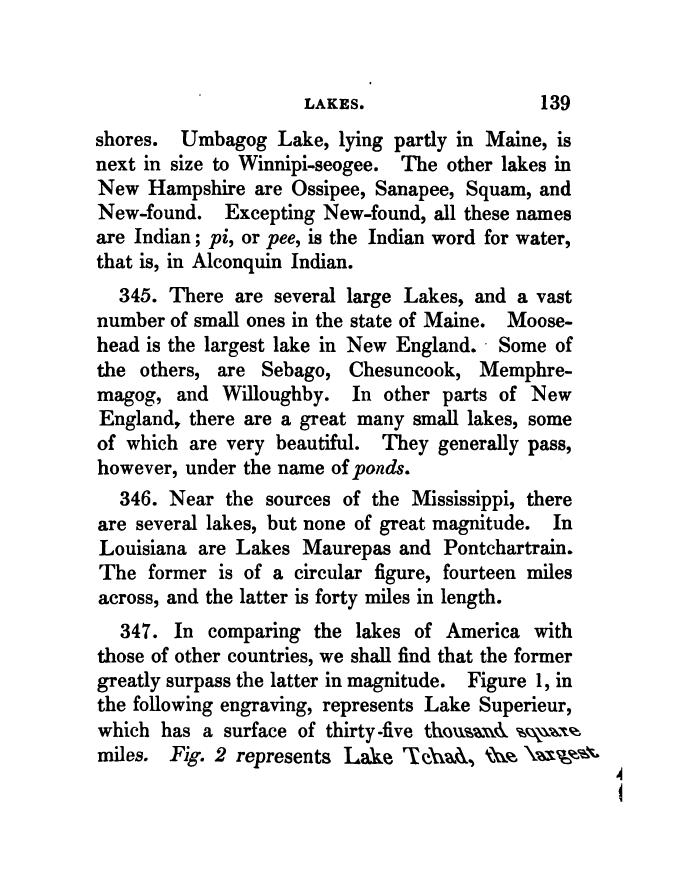 LAKES. 139
shores. Umbagog Lake, lying partly in Maine, is
next in size to Winnipi-seogee. The other lakes in
New Hampshire are Ossipee, Sanapee, Squam, and
New-found. Excepting New-found, all these names
are Indian; pi, or pee, is the Indian word for water,
that is, in Alconquin Indian.
345. There are several large Lakes, and a vast
number of small ones in the state of Maine. Moose-
head is the largest lake in New England. Some of
the others, are Sebago, Chesuncook, Memphre-
magog, and Willoughby. In other parts of New
England, there are a great many small lakes, some
of which are very beautiful. They generally pass,
however, under the name of ponds.
346. Near the sources of the Mississippi, there
are several lakes, but none of great magnitude. In
Louisiana are Lakes Maurepas and Pontchartrain.
The former is of a circular figure, fourteen miles
across, and the latter is forty miles in length.
347. In comparing the lakes of America with
those of other countries, we shall find that the former
greatly surpass the latter in magnitude. Figure 1, in
the following engraving, represents Lake Superieur,
which has a surface of thirty-five thousand square
miles. Fig. 2 represents Lake Tchad, the largest